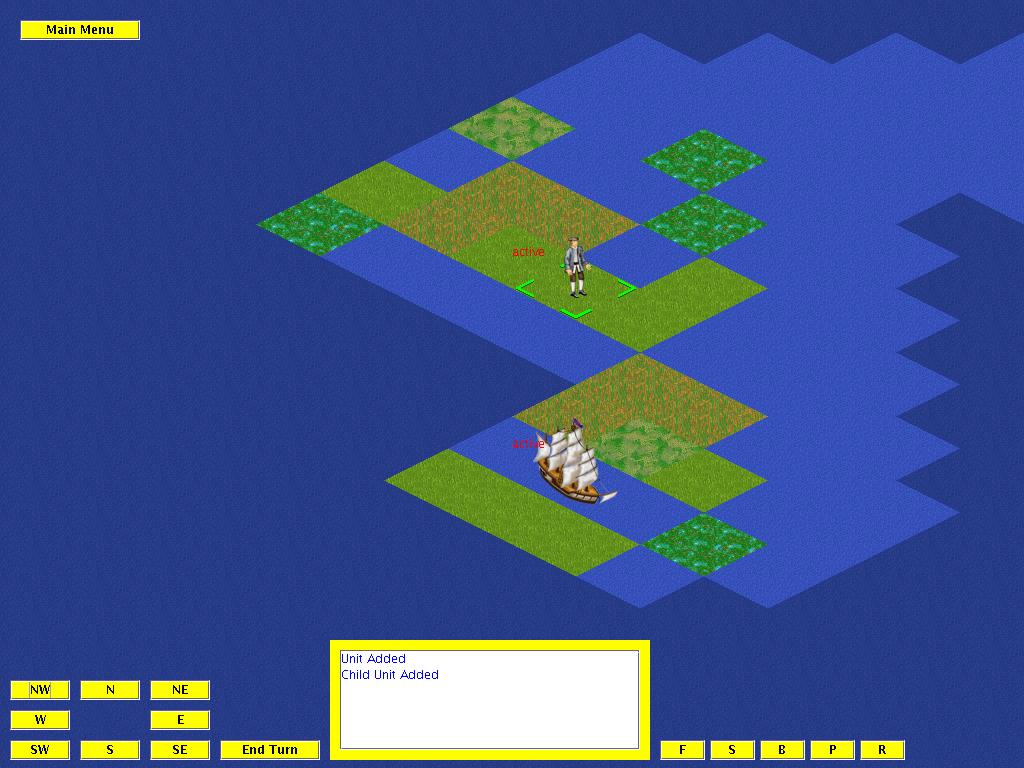 Main Menu
active
active
Unit Added
Child Unit Added
NW N NE
W E
SW S SE End Turn
F S B P R